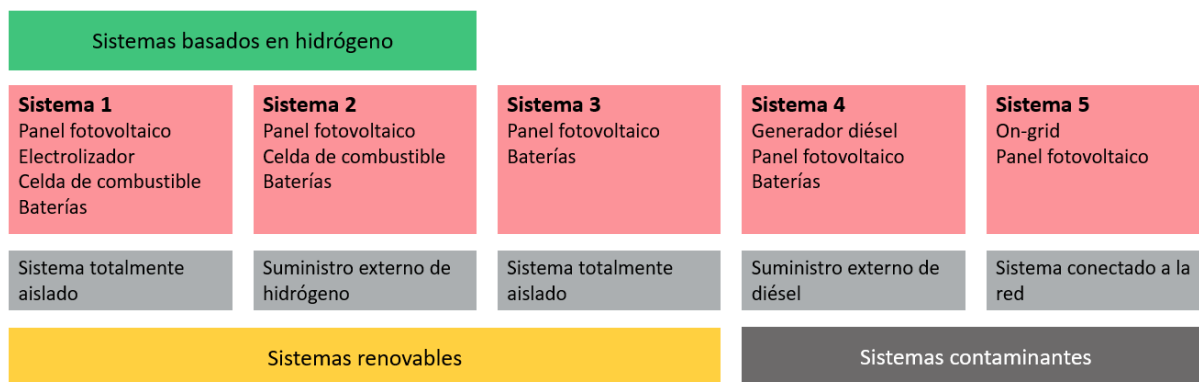 Sistemas basados en hidrógeno
Sistema 1
Panel fotovoltaico
Electrolizador
Celda de combustible
Baterías
Sistema 2
Panel fotovoltaico
Celda de combustible
Baterías
Sistema 3
Panel fotovoltaico
Baterías
Sistema 4
Generador diésel
Panel fotovoltaico
Baterías
Sistema 5
On-grid
Panel fotovoltaico
Sistema totalmente
aislado
Suministro externo de
hidrógeno
Sistema totalmente
aislado
Suministro externo de
diésel
Sistema conectado a la
red
Sistemas renovables
Sistemas contaminantes